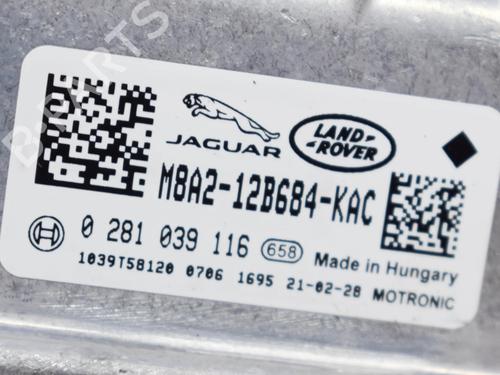 B-PARTS
JAGUAR
LAND-
ROVER
M8A2-12B684-KAC
0 281 039 116 658 Made in Hungary
1039T58120 0706 1695 21-02-28 MOTRONIC